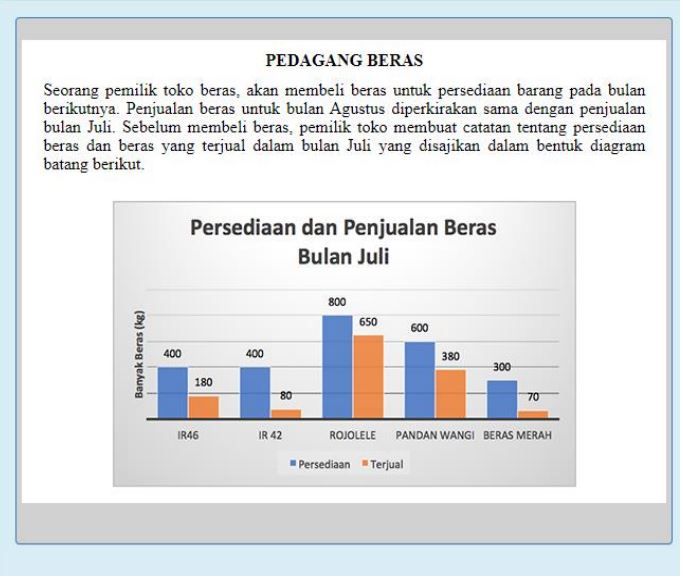 PEDAGANG BERAS
Seorang pemilik toko beras, akan membeli beras untuk persediaan barang pada bulan
berikutnya. Penjualan beras untuk bulan Agustus diperkirakan sama dengan penjualan
bulan Juli. Sebelum membeli beras, pemilik toko membuat catatan tentang persediaan
beras dan beras yang terjual dalam bulan Juli yang disajikan dalam bentuk diagram
batang berikut.
Persediaan dan Penjualan Beras
Bulan Juli
Banyak Beras (kg)
400
180
400
80
800
650
600
380
300
70
IR46
IR 42
ROJOLELE
PANDAN WANGI
BERAS MERAH
Persediaan
Terjual